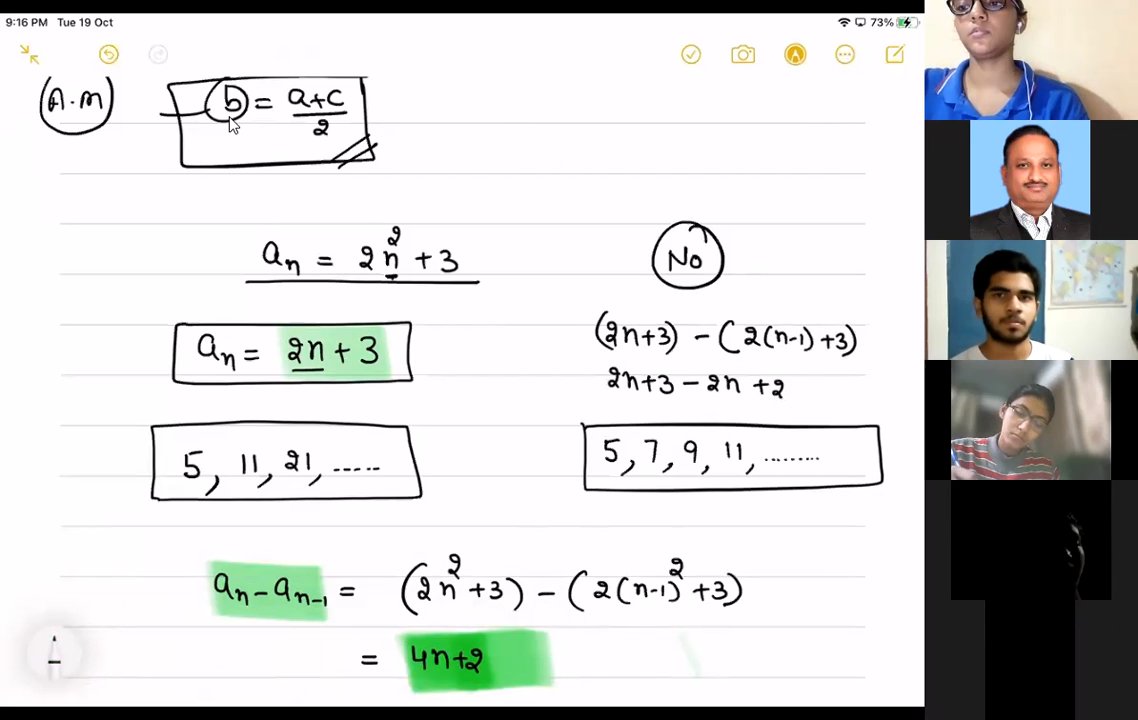 9:16 PM Tue 19 Oct 73%
A.M b = a+c/2
aₙ = 2n²+3
No
aₙ = 2n+3
(2n+3) - (2(n-1)+3)
2n+3 - 2n +2
5, 11, 21, .....
5, 7, 9, 11, .........
aₙ - aₙ₋₁ = (2n²+3) - (2(n-1)²+3)
= 4n+2